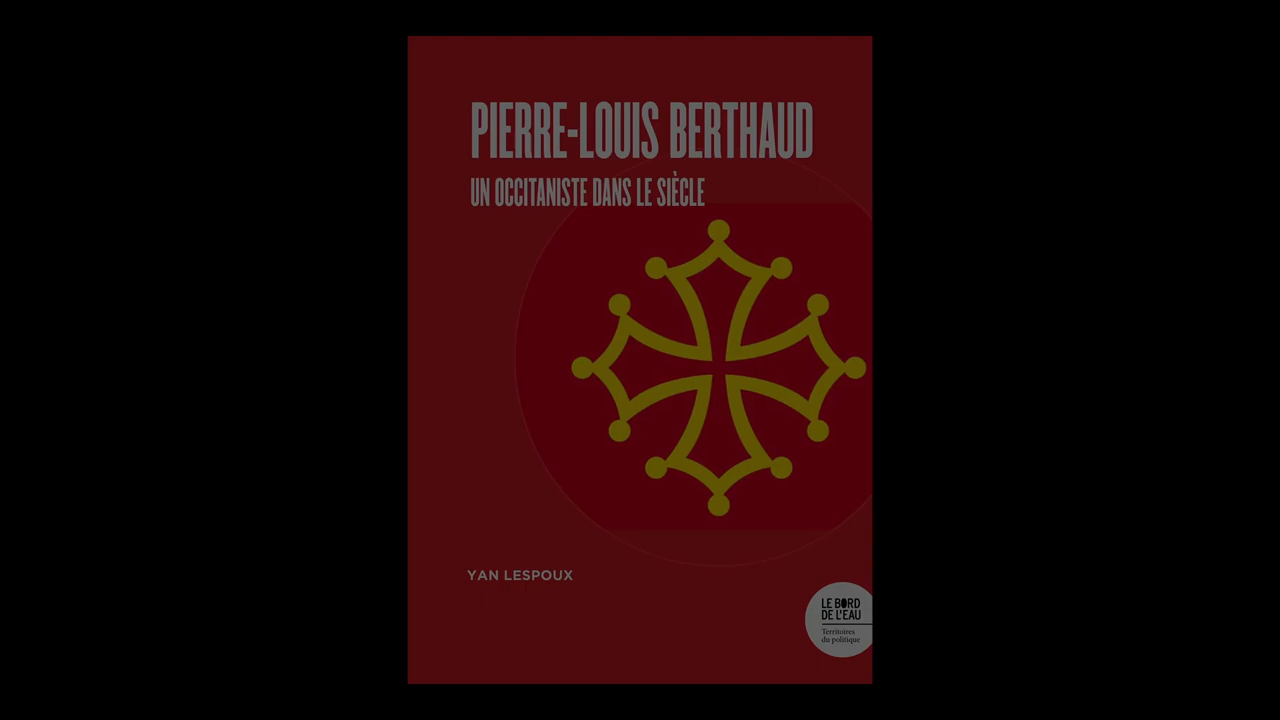 PIERRE-LOUIS BERTHAUD
UN OCCITANISTE DANS LE SIÈCLE
YAN LESPOUX
LE BORD
DE L'EAU
Territoires
du politique